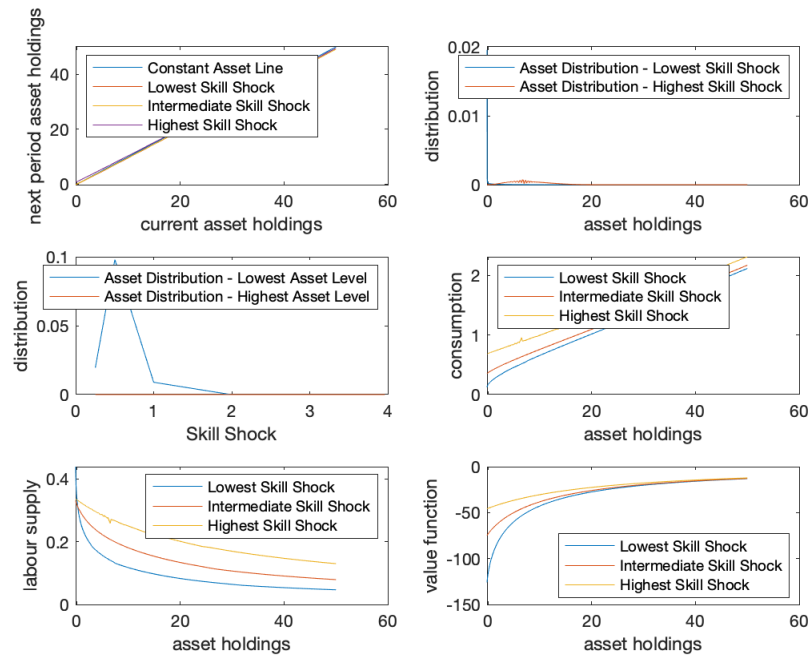 next period asset holdings
50
0
0
20
40
60
current asset holdings
Constant Asset Line
Lowest Skill Shock
Intermediate Skill Shock
Highest Skill Shock
distribution
0.02
0.01
0
0
20
40
60
asset holdings
Asset Distribution - Lowest Skill Shock
Asset Distribution - Highest Skill Shock
distribution
0.1
0.05
0
0
1
2
3
4
Skill Shock
Asset Distribution - Lowest Asset Level
Asset Distribution - Highest Asset Level
consumption
2
1
0
0
20
40
60
asset holdings
Lowest Skill Shock
Intermediate Skill Shock
Highest Skill Shock
labour supply
0.4
0.2
0
0
20
40
60
asset holdings
Lowest Skill Shock
Intermediate Skill Shock
Highest Skill Shock
value function
0
-50
-100
-150
0
20
40
60
asset holdings
Lowest Skill Shock
Intermediate Skill Shock
Highest Skill Shock